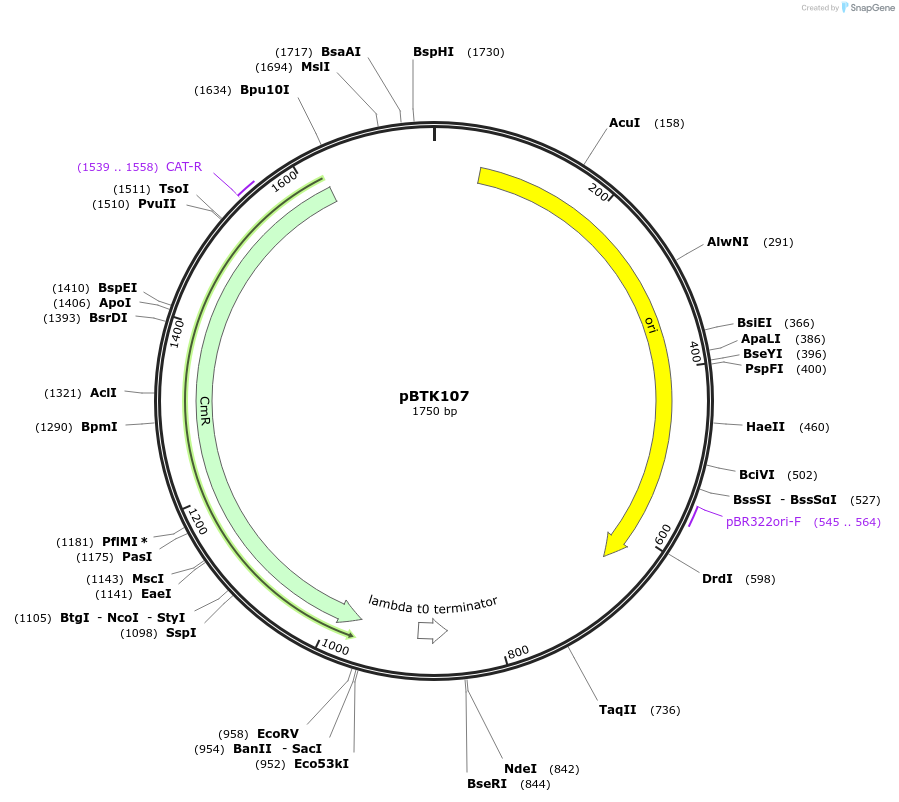 Created by SnapGene
(1717) BsaAI
BspHI (1730)
(1694) MslI
(1634) Bpu10I
AcuI (158)
(1539 .. 1558) CAT-R
(1511) TsoI
(1510) PvuII
1600
200
AlwNI (291)
(1410) BspEI
(1406) ApoI
(1393) BsrDI
1400
ori
400
BsiEI (366)
ApaLI (386)
BseYI (396)
PspFI (400)
(1321) AclI
(1290) BpmI
CmR
pBTK107
1750 bp
HaeII (460)
BciVI (502)
BssSI - BssSαI (527)
pBR322ori-F (545 .. 564)
1200
600
(1181) PflMI *
(1175) PasI
(1143) MscI
(1141) EaeI
DrdI (598)
(1105) BtgI - NcoI - StyI
(1098) SspI
lambda t0 terminator
1000
800
TaqII (736)
(958) EcoRV
(954) BanII - SacI
(952) Eco53kI
NdeI (842)
BseRI (844)